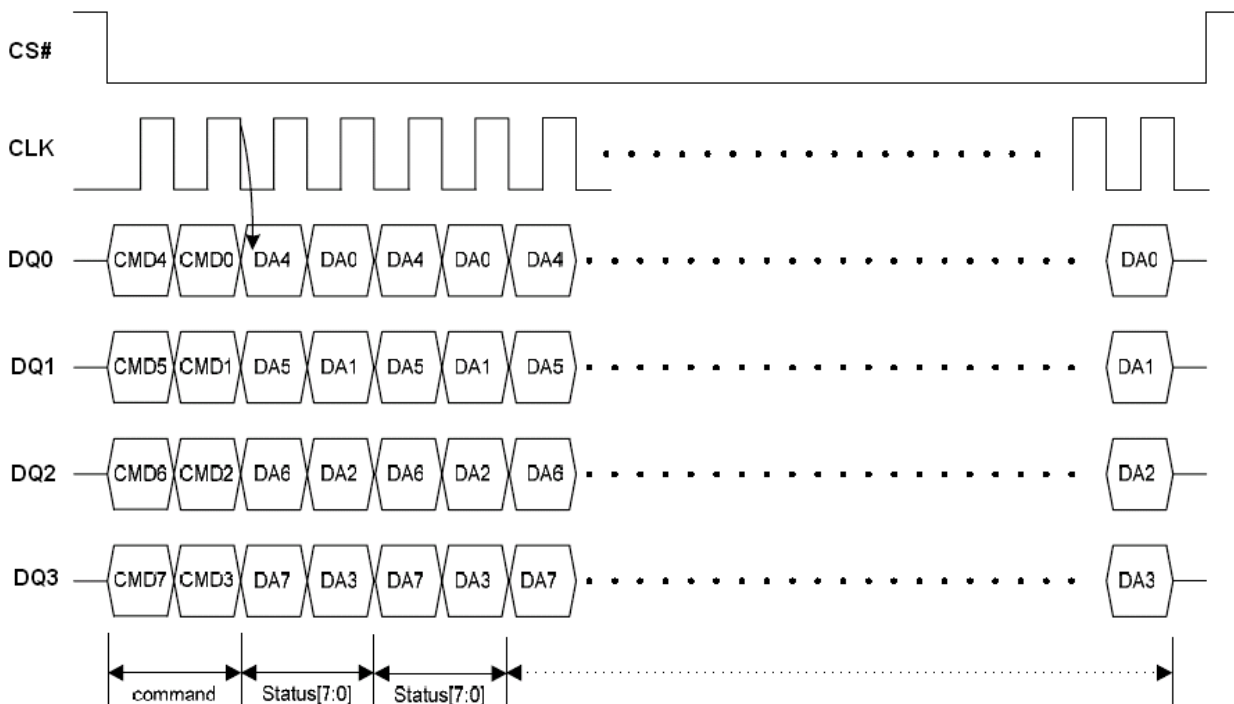 CS#
CLK
DQ0 CMD4 CMD0 DA4 DA0 DA4 DA0 DA4 DA0
DQ1 CMD5 CMD1 DA5 DA1 DA5 DA1 DA5 DA1
DQ2 CMD6 CMD2 DA6 DA2 DA6 DA2 DA6 DA2
DQ3 CMD7 CMD3 DA7 DA3 DA7 DA3 DA7 DA3
command Status[7:0] Status[7:0]